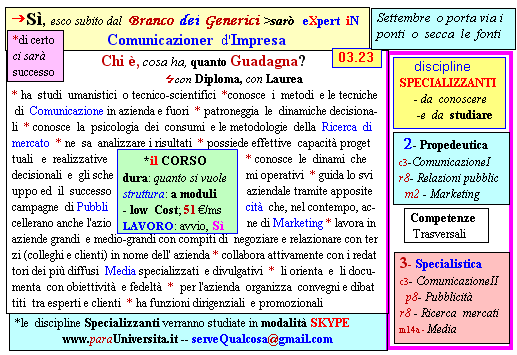 ➔Sì, esco subito dal Branco dei Generici >sarò eXpert iN
Comunicazioner d'Impresa
Settembre o porta via i
ponti o secca le fonti
*di certo
ci sarà
successo
Chi è, cosa ha, quanto Guadagna?
03.23
con Diploma, con Laurea
* ha studi umanistici o tecnico-scientifici *conosce i metodi e le tecniche
di Comunicazione in azienda e fuori * patroneggia le dinamiche decisiona-
li * conosce la psicologia dei consumi e le metodologie della Ricerca di
mercato * ne sa analizzare i risultati * possiede effettive capacità proget
tuali e realizzative * conosce le dinami che
decisionali e gli sche mi operativi * guida lo svi
uppo ed il successo aziendale tramite apposite
campagne di Pubbli cità che, nel contempo, ac-
cellerano anche l'azio ne di Marketing * lavora in
aziende grandi e medio-grandi con compiti di negoziare e relazionare con ter
zi (colleghi e clienti) in nome dell' azienda * collabora attivamente con i redat
tori dei più diffusi Media specializzati e divulgativi * li orienta e li docu-
menta con obiettività e fedeltà * per l'azienda organizza convegni e dibat
titi tra esperti e clienti * ha funzioni dirigenziali e promozionali
*il CORSO
dura: quanto si vuole
struttura: a moduli
- low Cost; 51 €/ms
LAVORO: avvio, Sì
discipline
SPECIALIZZANTI
- da conoscere
-e da studiare
2- Propedeutica
c3-ComunicazioneI
r8- Relazioni pubblic
m2 - Marketing
Competenze
Trasversali
3- Specialistica
c3- ComunicazioneII
p8- Pubblicità
r8 - Ricerca mercati
m14a - Media
*le discipline Specializzanti verranno studiate in modalità SKYPE
www.paraUniversita.it -- serveQualcosa@gmail.com